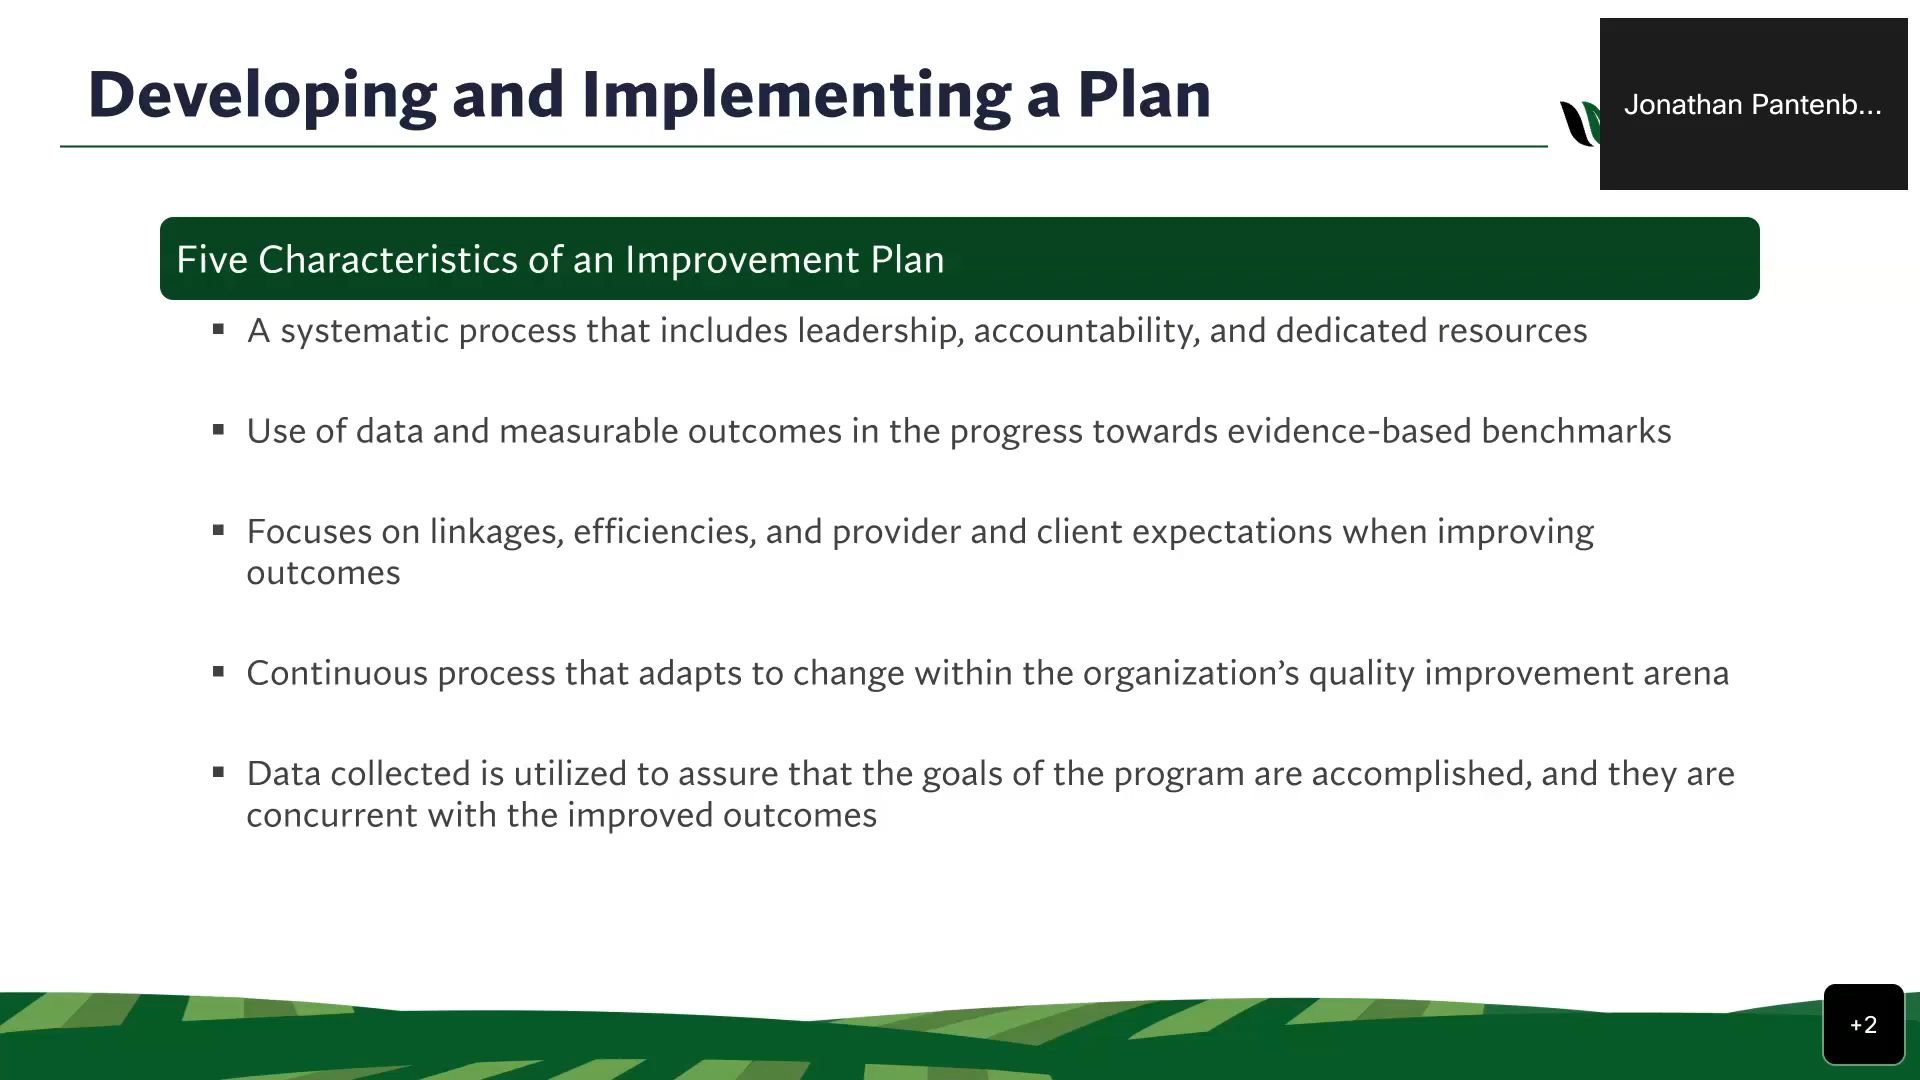 Developing and Implementing a Plan
Jonathan Pantenb...
Five Characteristics of an Improvement Plan
▪ A systematic process that includes leadership, accountability, and dedicated resources
▪ Use of data and measurable outcomes in the progress towards evidence-based benchmarks
▪ Focuses on linkages, efficiencies, and provider and client expectations when improving
outcomes
▪ Continuous process that adapts to change within the organization’s quality improvement arena
▪ Data collected is utilized to assure that the goals of the program are accomplished, and they are
concurrent with the improved outcomes
+2